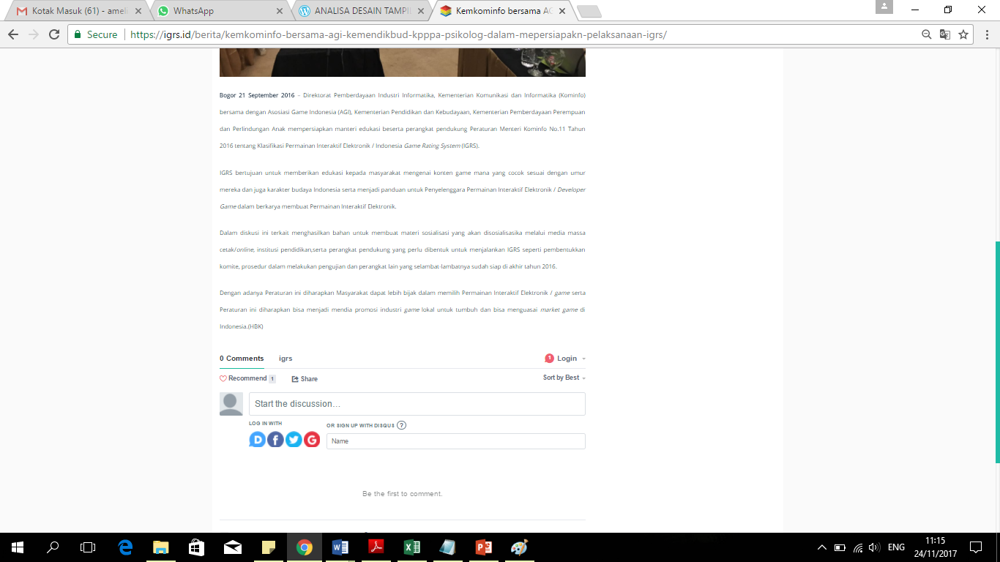 Kotak Masuk (61) - ameli
WhatsApp
ANALISA DESAIN TAMPIL
Kemkominfo bersama AG
Secure
https://igrs.id/berita/kemkominfo-bersama-agi-kemendikbud-kpppa-psikolog-dalam-mepersiapakn-pelaksanaan-igrs/
Bogor 21 September 2016 - Direktorat Pemberdayaan Industri Informatika, Kementerian Komunikasi dan Informatika (Kominfo)
bersama dengan Asosiasi Game Indonesia (AGI), Kementerian Pendidikan dan Kebudayaan, Kementerian Pemberdayaan Perempuan
dan Perlindungan Anak mempersiapkan manteri edukasi beserta perangkat pendukung Peraturan Menteri Kominfo No.11 Tahun
2016 tentang Klasifikasi Permainan Interaktif Elektronik / Indonesia Game Rating System (IGRS).
IGRS bertujuan untuk memberikan edukasi kepada masyarakat mengenai konten game mana yang cocok sesuai dengan umur
mereka dan juga karakter budaya Indonesia serta menjadi panduan untuk Penyelenggara Permainan Interaktif Elektronik / Developer
Game dalam berkarya membuat Permainan Interaktif Elektronik.
Dalam diskusi ini terkait menghasilkan bahan untuk membuat materi sosialisasi yang akan disosialisasika melalui media massa
cetak/online, institusi pendidikan,serta perangkat pendukung yang perlu dibentuk untuk menjalankan IGRS seperti pembentukkan
komite, prosedur dalam melakukan pengujian dan perangkat lain yang selambat-lambatnya sudah siap di akhir tahun 2016.
Dengan adanya Peraturan ini diharapkan Masyarakat dapat lebih bijak dalam memilih Permainan Interaktif Elektronik / game serta
Peraturan ini diharapkan bisa menjadi mendia promosi industri game lokal untuk tumbuh dan bisa menguasai market game di
Indonesia.(HBK)
0 Comments igrs 1 Login
Recommend 1 Share Sort by Best
Start the discussion…
LOG IN WITH
OR SIGN UP WITH DISQUS ?
Name
Be the first to comment.
ENG
11:15
24/11/2017